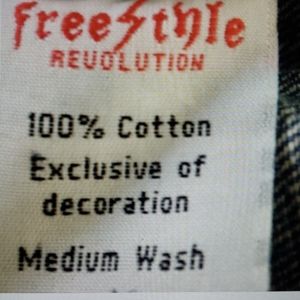 freestyle
REVOLUTION
100% Cotton
Exclusive of
decoration
Medium Wash